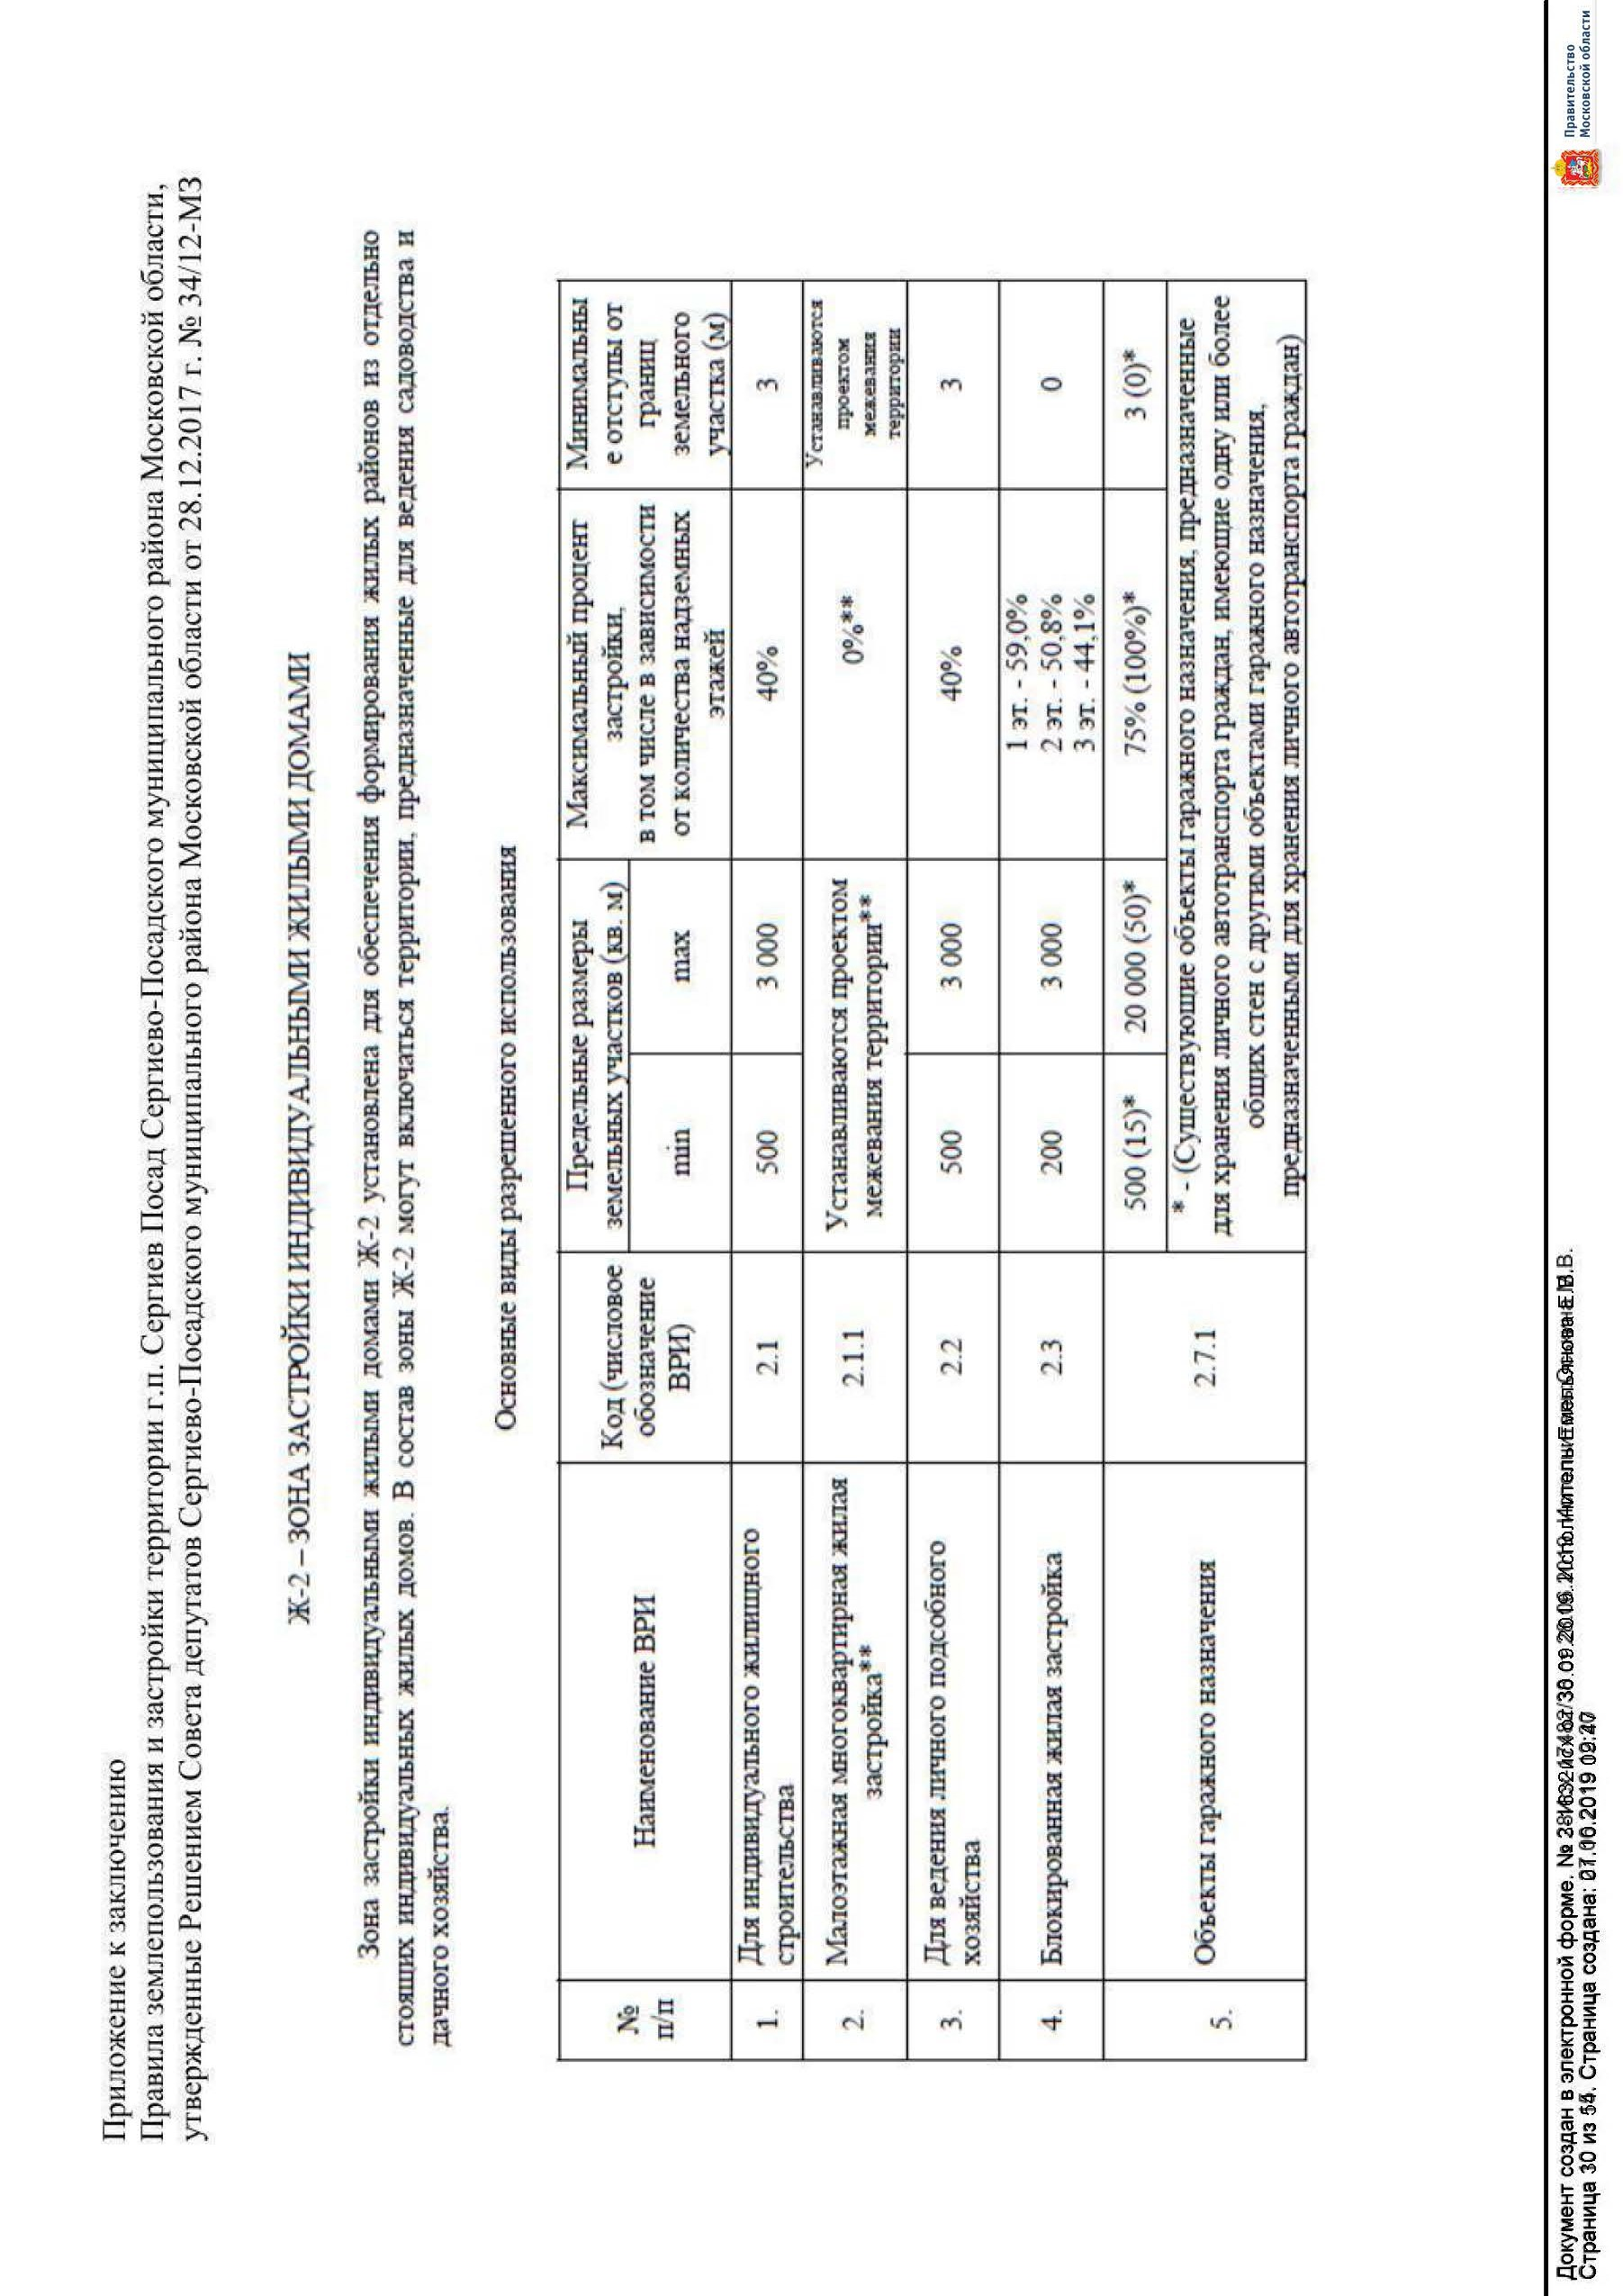 Приложение к заключению
Правила землепользования и застройки территории г.п. Сергиев Посад Сергиево-Посадского муниципального района Московской области,
утвержденные Решением Совета депутатов Сергиево-Посадского муниципального района Московской области от 28.12.2017 г. № 34/12-МЗ
Ж-2 – ЗОНА ЗАСТРОЙКИ ИНДИВИДУАЛЬНЫМИ ЖИЛЫМИ ДОМАМИ
Зона застройки индивидуальными жилыми домами Ж-2 установлена для обеспечения формирования жилых районов из отдельно
стоящих индивидуальных жилых домов. В состав зоны Ж-2 могут включаться территории, предназначенные для ведения садоводства и
дачного хозяйства.
Основные виды разрешенного использования
№
п/п
Наименование ВРИ
Код (числовое
обозначение
ВРИ)
Предельные размеры
земельных участков (кв. м)
min
max
Максимальный процент
застройки,
в том числе в зависимости
от количества надземных
этажей
Минимальны
е отступы от
границ
земельного
участка (м)
1.
Для индивидуального жилищного
строительства
2.1
500
3 000
40%
3
2.
Малоэтажная многоквартирная жилая
застройка**
2.1.1
Устанавливаются проектом
межевания территории**
0%**
Устанавливаются
проектом
межевания
территории
3.
Для ведения личного подсобного
хозяйства
2.2
500
3 000
40%
3
4.
Блокированная жилая застройка
2.3
200
3 000
1 эт. - 59,0%
2 эт. - 50,8%
3 эт. - 44,1%
0
5.
Объекты гаражного назначения
2.7.1
500 (15)*
20 000 (50)*
75% (100%)*
3 (0)*
* - (Существующие объекты гаражного назначения, предназначенные
для хранения личного автотранспорта граждан, имеющие одну или более
общих стен с другими объектами гаражного назначения,
предназначенными для хранения личного автотранспорта граждан)
Документ создан в электронной форме. №
Страница из Страница создана:
Правительство
Московской области